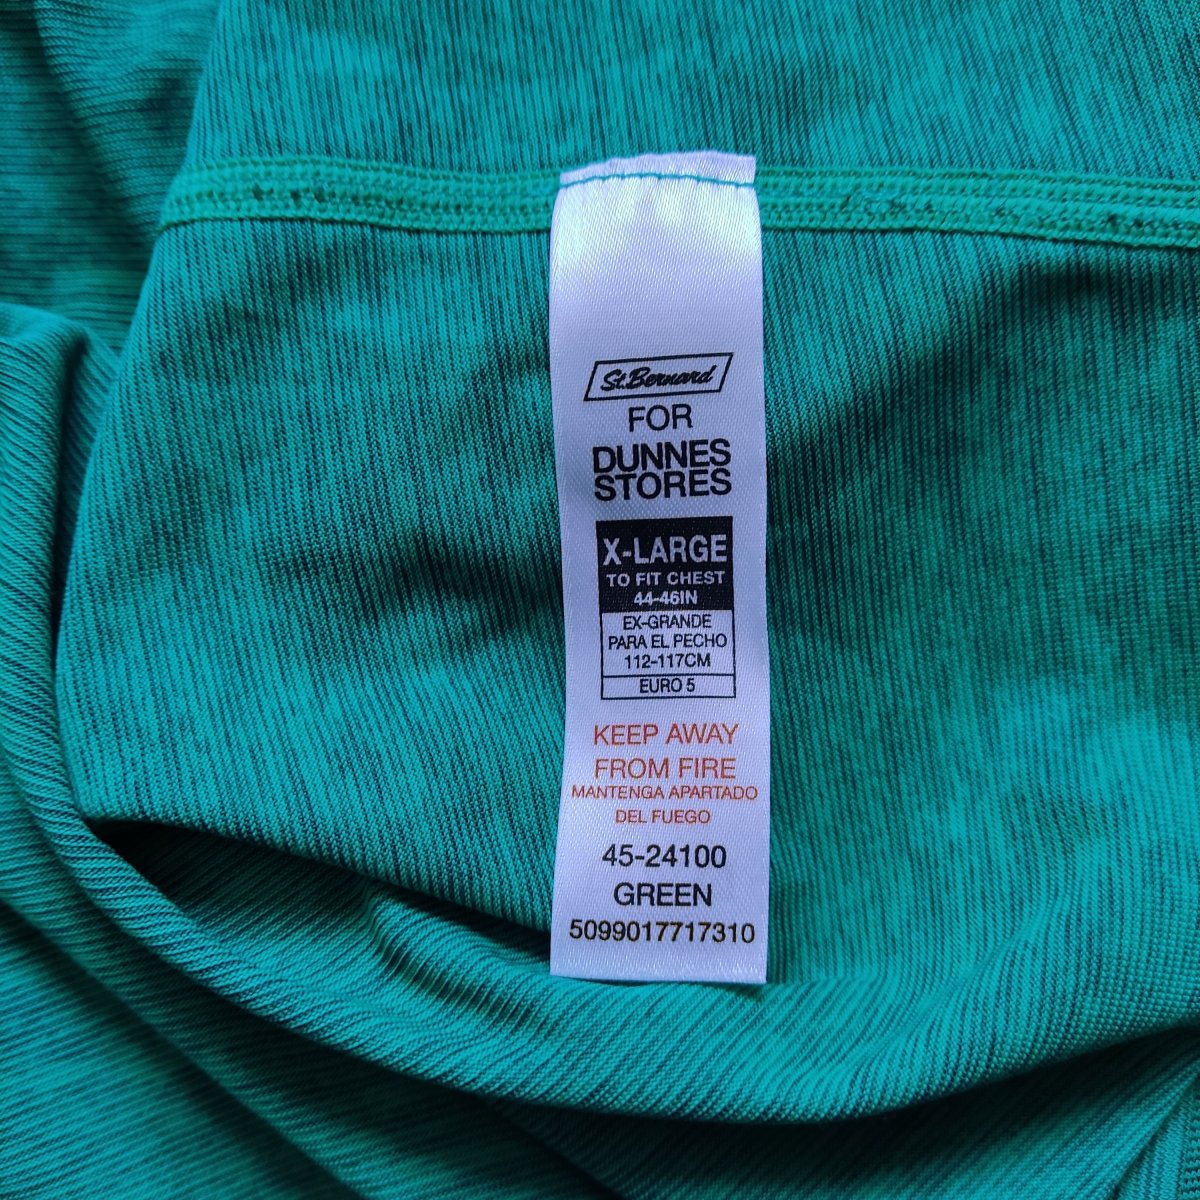 St.Bernard
FOR
DUNNES
STORES
X-LARGE
TO FIT CHEST
44-46IN
EX-GRANDE
PARA EL PECHO
112-117CM
EURO 5
KEEP AWAY
FROM FIRE
MANTENGA APARTADO
DEL FUEGO
45-24100
GREEN
5099017717310